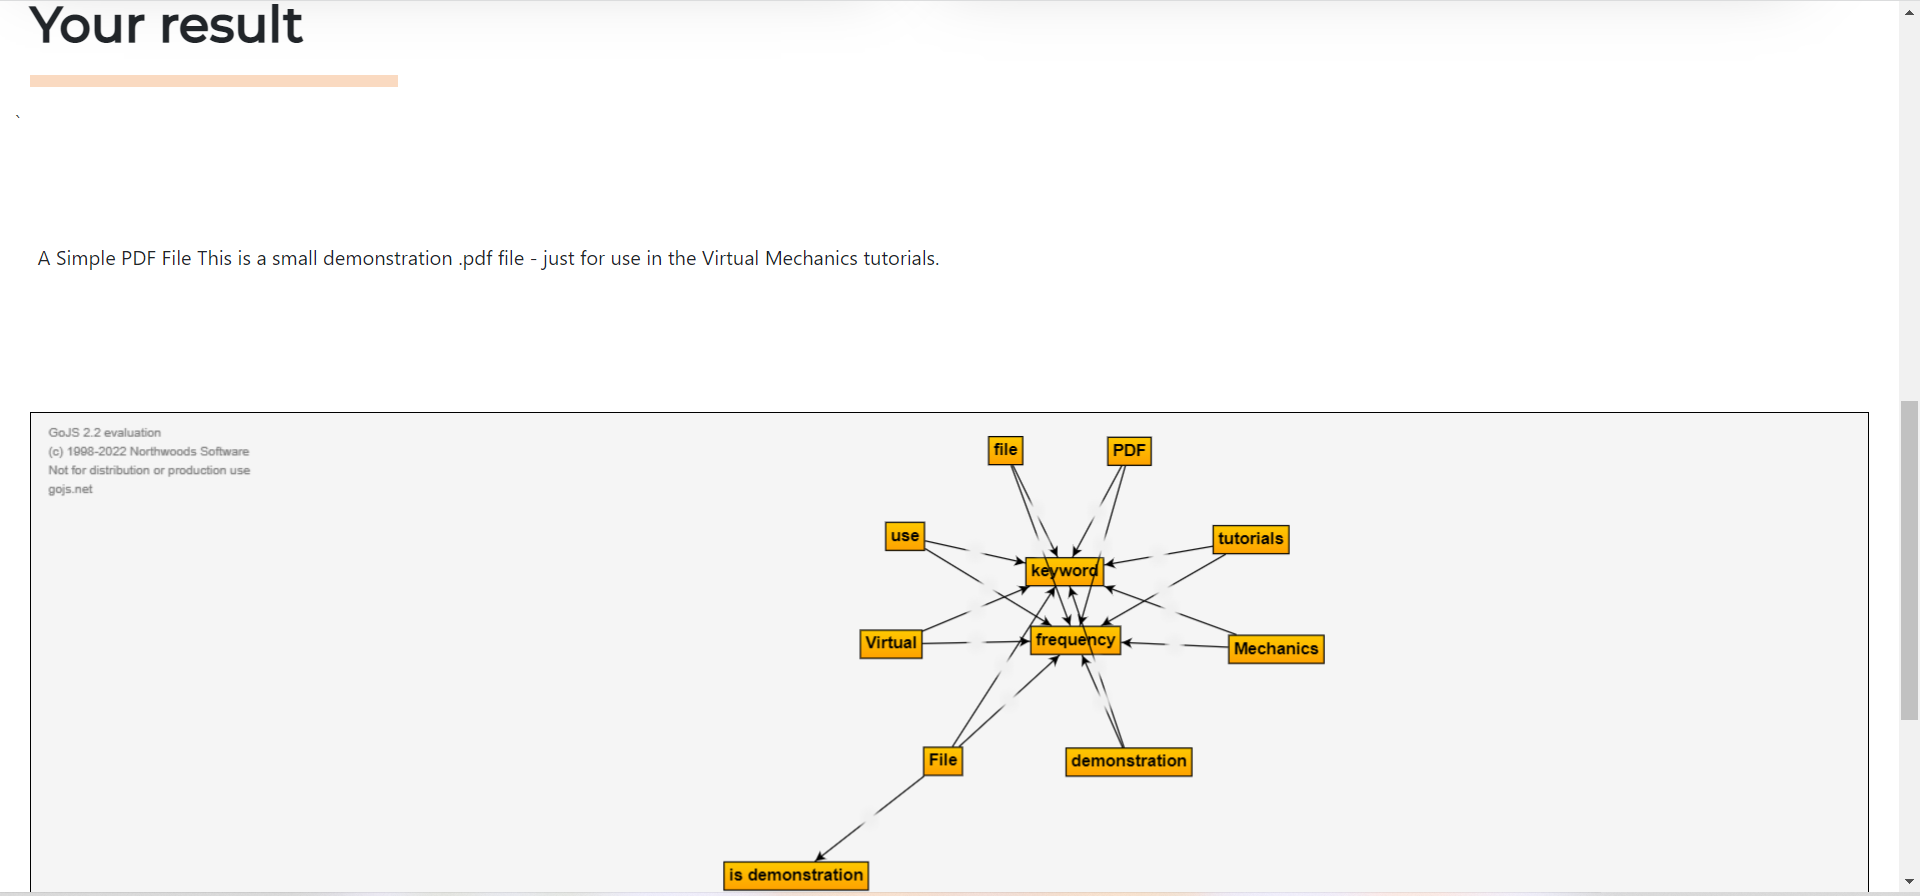 Your result
`
A Simple PDF File This is a small demonstration .pdf file - just for use in the Virtual Mechanics tutorials.
GoJS 2.2 evaluation
(c) 1998-2022 Northwoods Software
Not for distribution or production use
gojs.net
file
PDF
use
tutorials
keyword
frequency
Virtual
Mechanics
File
demonstration
is demonstration